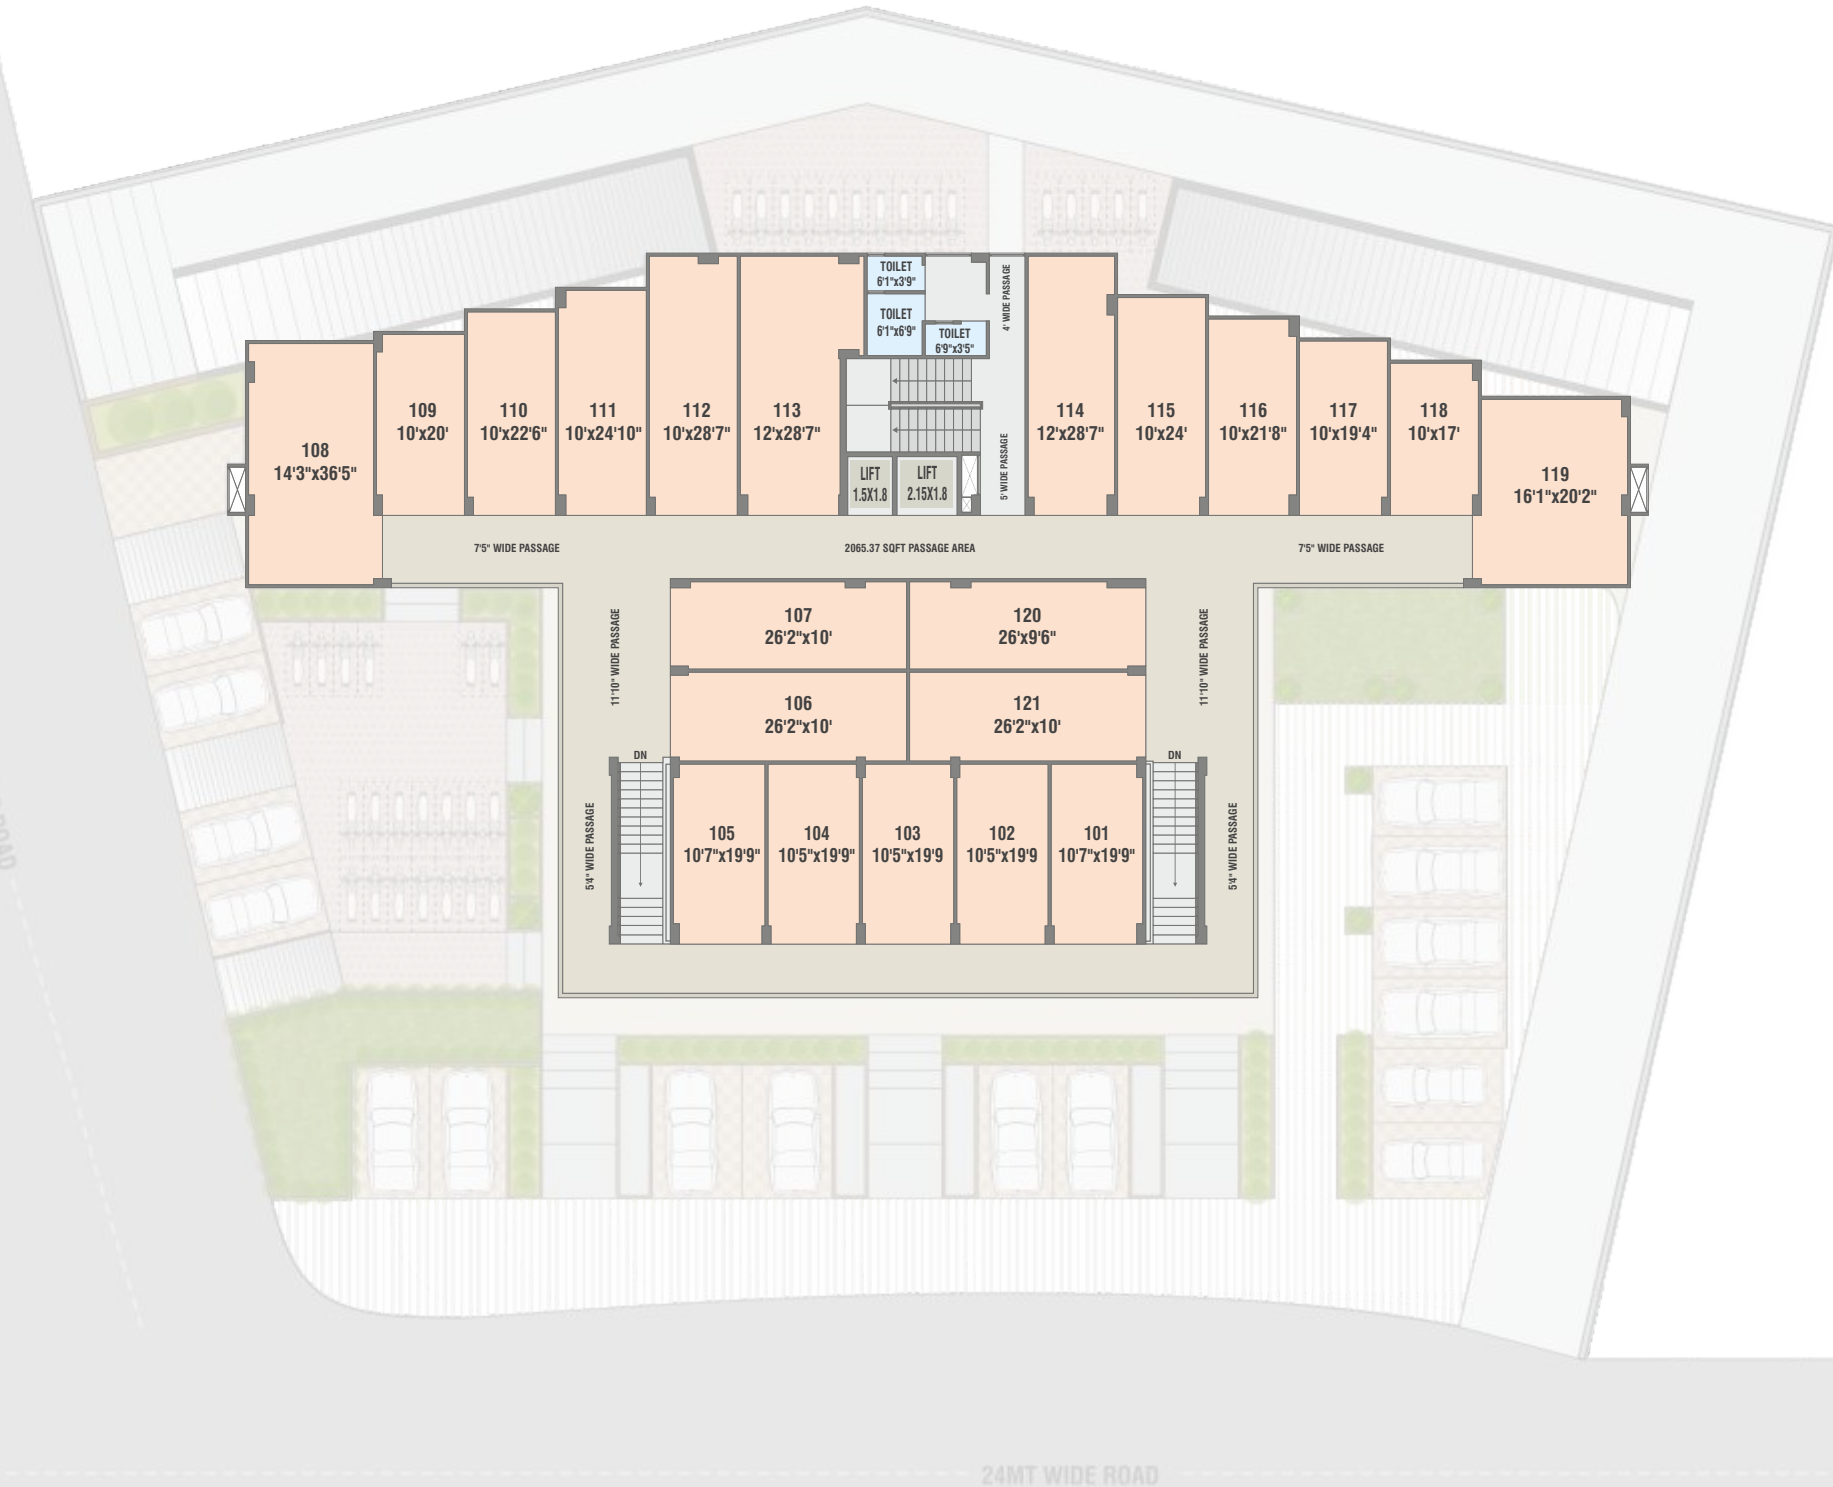 TOILET
6'1"x3'9"
TOILET
6'1"x6'9"
TOILET
6'9"x3'5"
4' WIDE PASSAGE
5' WIDE PASSAGE
108
14'3"x36'5"
109
10'x20'
110
10'x22'6"
111
10'x24'10"
112
10'x28'7"
113
12'x28'7"
LIFT
1.5X1.8
LIFT
2.15X1.8
114
12'x28'7"
115
10'x24'
116
10'x21'8"
117
10'x19'4"
118
10'x17'
119
16'1"x20'2"
7'5" WIDE PASSAGE
2065.37 SQFT PASSAGE AREA
7'5" WIDE PASSAGE
11'10" WIDE PASSAGE
107
26'2"x10'
120
26'x9'6"
11'10" WIDE PASSAGE
106
26'2"x10'
121
26'2"x10'
DN
DN
5'4" WIDE PASSAGE
105
10'7"x19'9"
104
10'5"x19'9"
103
10'5"x19'9
102
10'5"x19'9
101
10'7"x19'9"
5'4" WIDE PASSAGE
ROAD
24MT WIDE ROAD